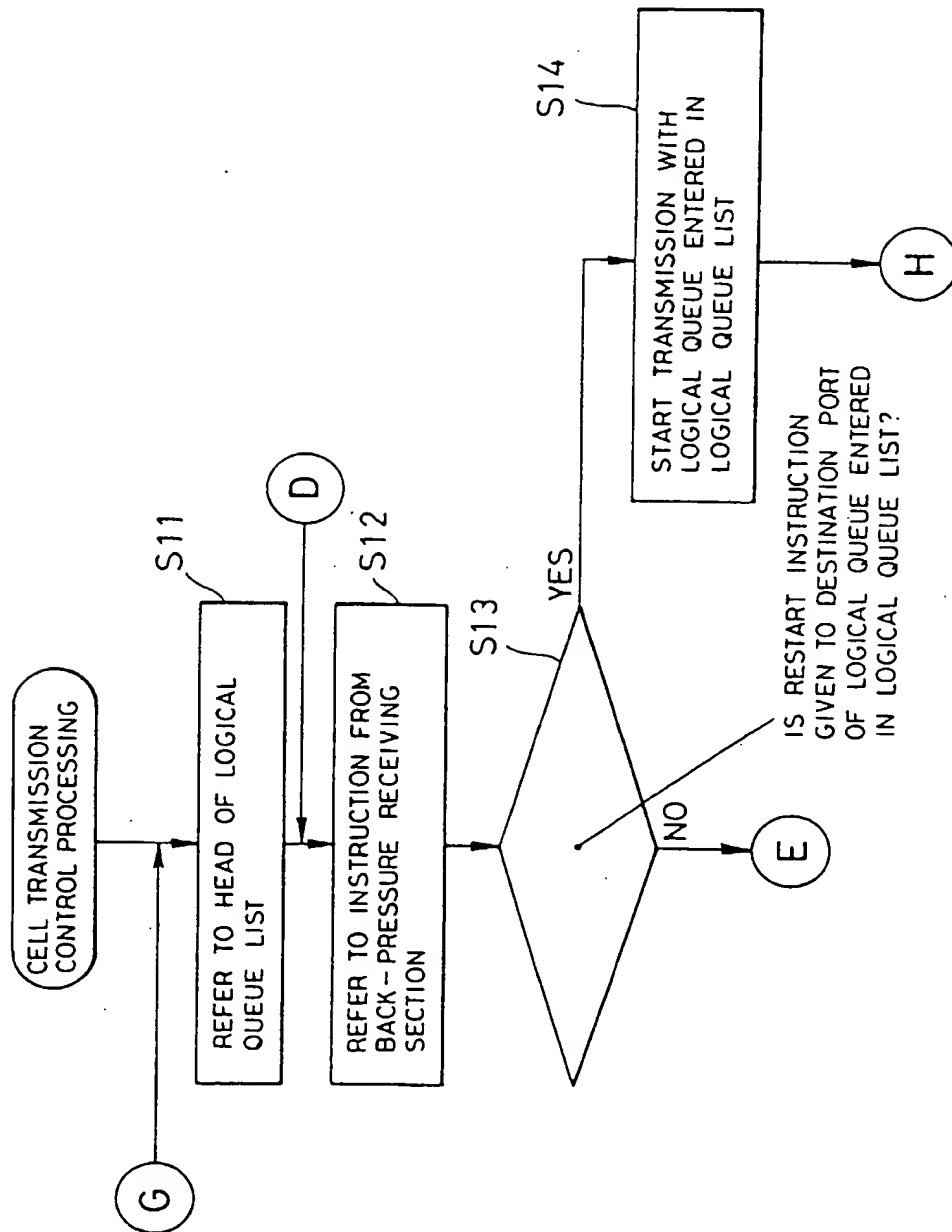 CELL TRANSMISSION
CONTROL PROCESSING
G
S11
REFER TO HEAD OF LOGICAL
QUEUE LIST
D
S12
REFER TO INSTRUCTION FROM
BACK-PRESSURE RECEIVING
SECTION
S13
YES
NO
IS RESTART INSTRUCTION
GIVEN TO DESTINATION PORT
OF LOGICAL QUEUE ENTERED
IN LOGICAL QUEUE LIST?
E
S14
START TRANSMISSION WITH
LOGICAL QUEUE ENTERED IN
LOGICAL QUEUE LIST
H